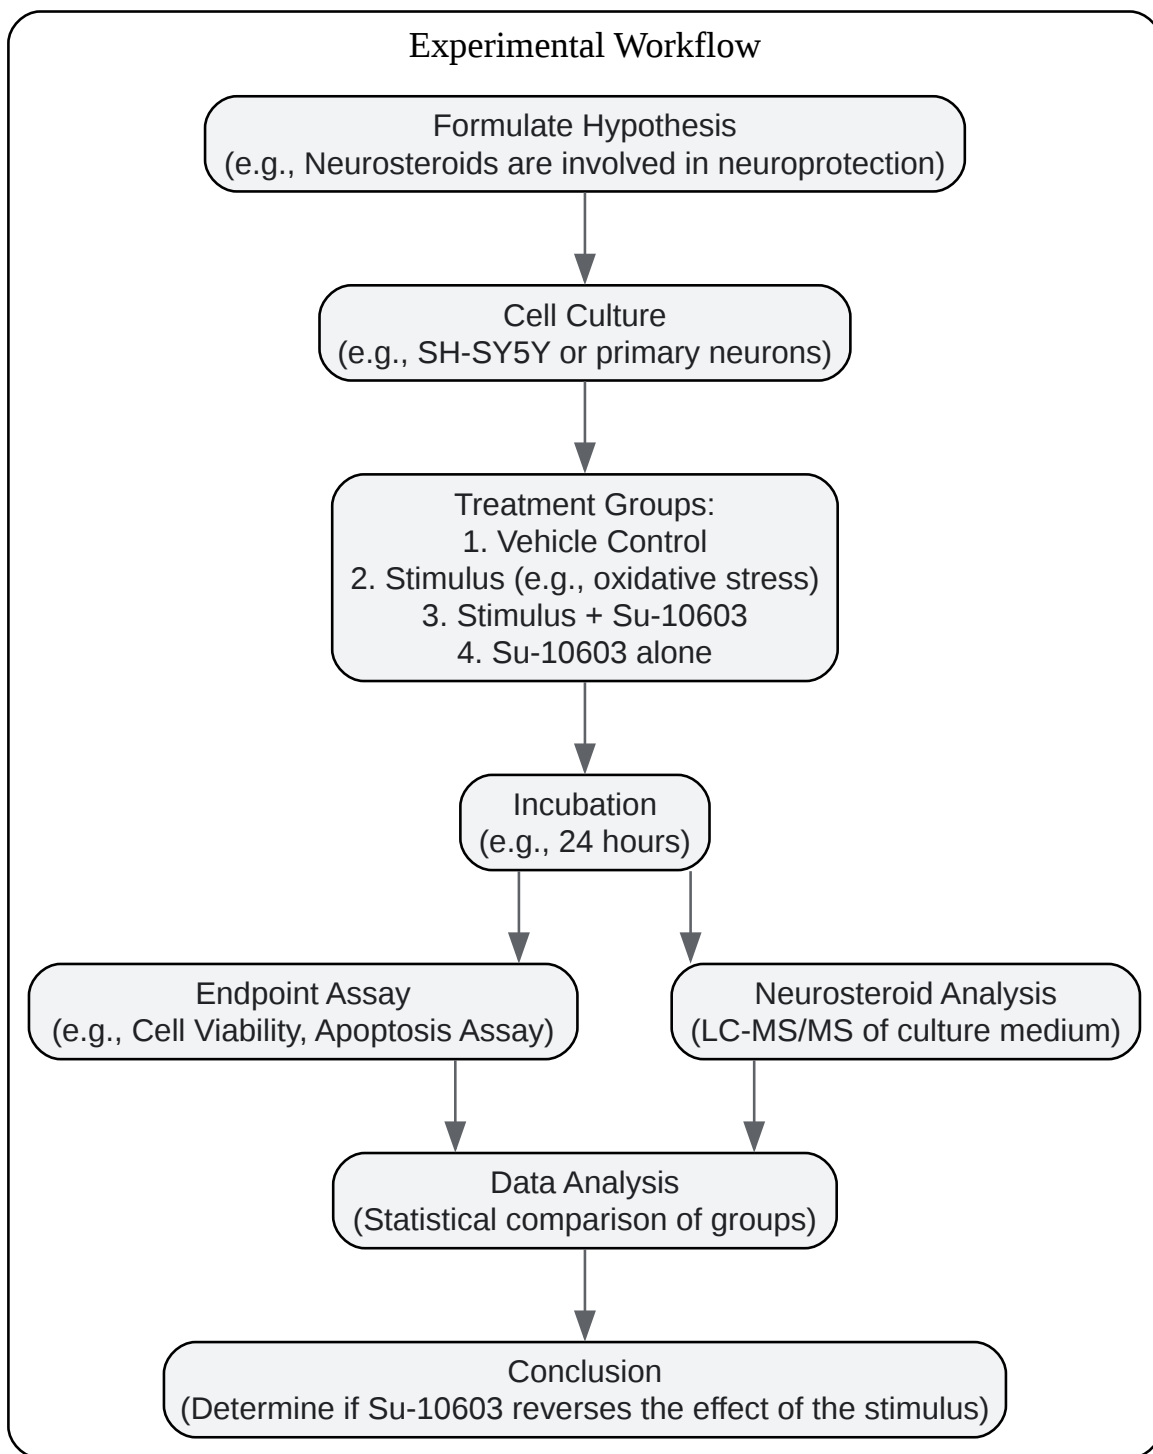 Experimental Workflow
Formulate Hypothesis
(e.g., Neurosteroids are involved in neuroprotection)
Cell Culture
(e.g., SH-SY5Y or primary neurons)
Treatment Groups:
1. Vehicle Control
2. Stimulus (e.g., oxidative stress)
3. Stimulus + Su-10603
4. Su-10603 alone
Incubation
(e.g., 24 hours)
Endpoint Assay
(e.g., Cell Viability, Apoptosis Assay)
Neurosteroid Analysis
(LC-MS/MS of culture medium)
Data Analysis
(Statistical comparison of groups)
Conclusion
(Determine if Su-10603 reverses the effect of the stimulus)